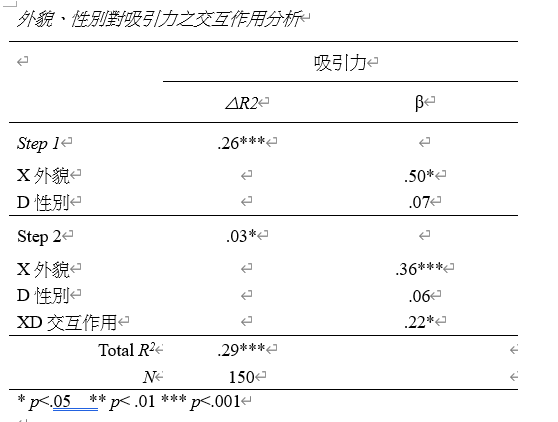 外貌、性別對吸引力之交互作用分析
吸引力
△R2 β
Step 1 .26***
X 外貌 .50*
D 性別 .07
Step 2 .03*
X 外貌 .36***
D 性別 .06
XD 交互作用 .22*
Total R² .29***
N 150
* p<.05 ** p< .01 *** p<.001